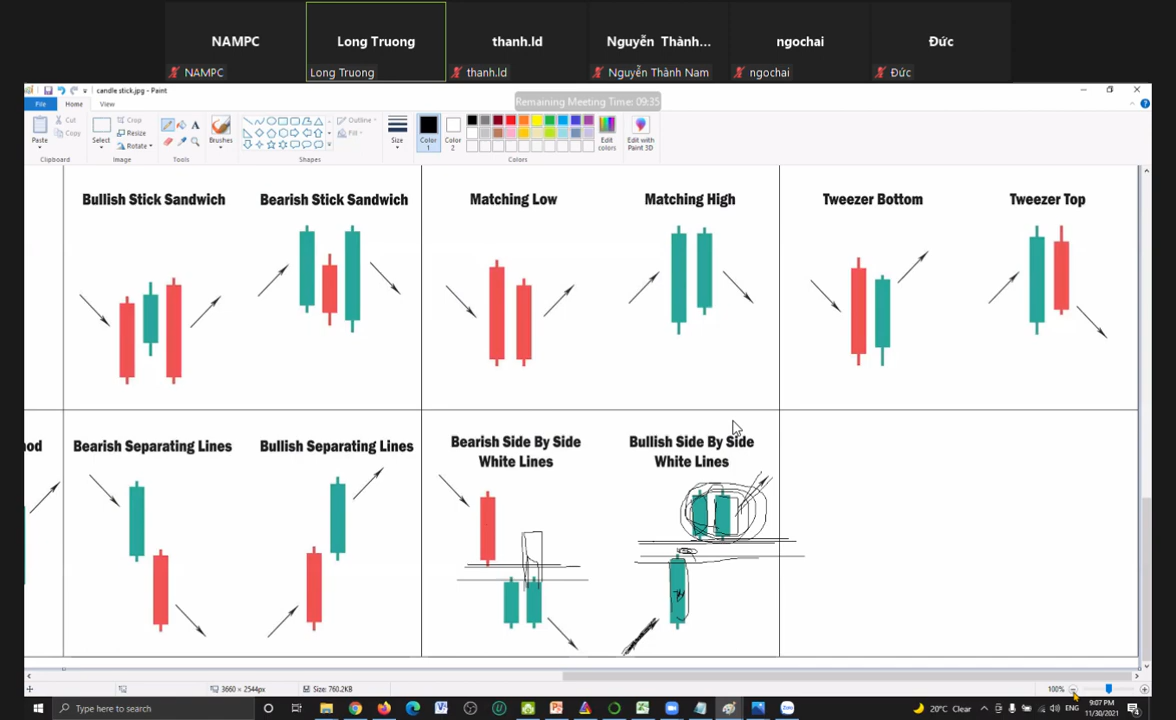 NAMPC
Long Truong
thanh.ld
Nguyễn Thành...
ngochai
Đức
NAMPC
Long Truong
thanh.ld
Nguyễn Thành Nam
ngochai
Đức
candle stick.jpg - Paint
Remaining Meeting Time: 09:35
File
Home
View
Paste
Cut
Copy
Clipboard
Select
Crop
Resize
Rotate
Image
A
Tools
Brushes
Shapes
Outline
Fill
Size
Color 1
Color 2
Colors
Edit colors
Edit with Paint 3D
Bullish Stick Sandwich
Bearish Stick Sandwich
Matching Low
Matching High
Tweezer Bottom
Tweezer Top
od
Bearish Separating Lines
Bullish Separating Lines
Bearish Side By Side
White Lines
Bullish Side By Side
White Lines
3660 × 2544px
Size: 760.2KB
100%
Type here to search
20°C Clear
ENG
9:07 PM
11/30/2021